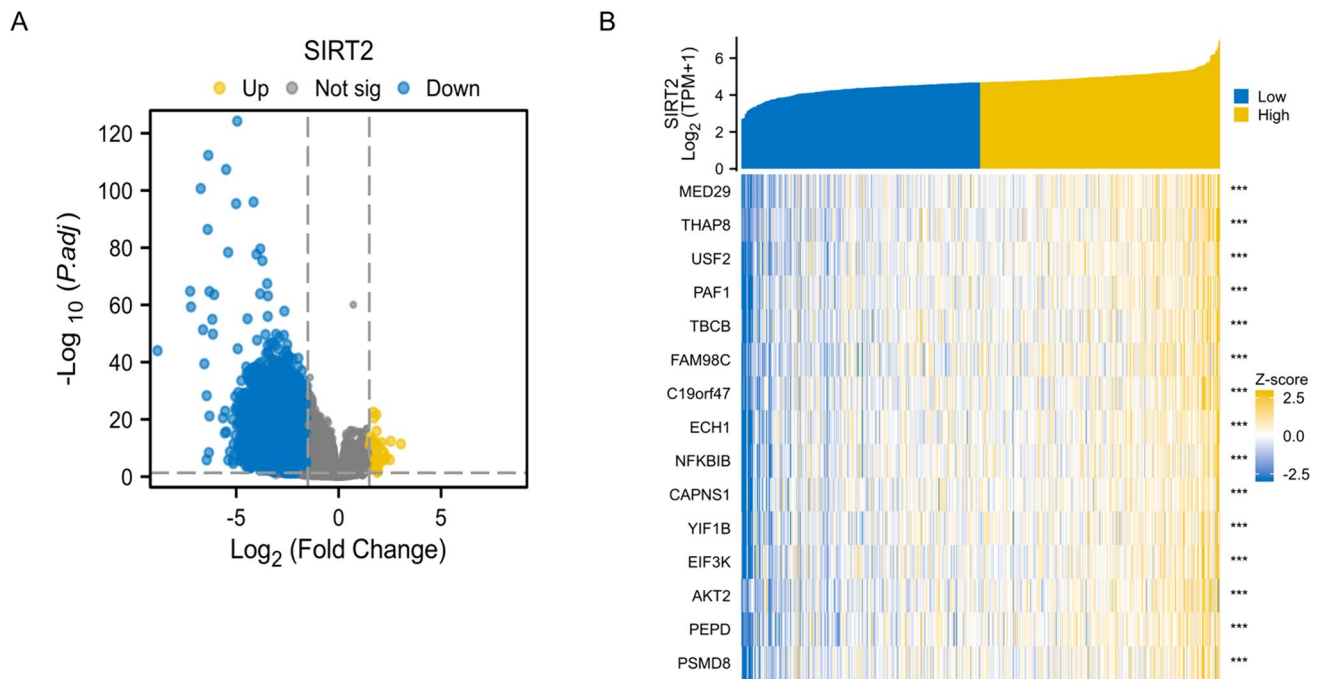 A
SIRT2
Up Not sig Down
120
100
80
60
40
20
0
-Log 10 (P.adj)
-5 0 5
Log2 (Fold Change)
B
6
4
2
0
SIRT2
Log2 (TPM+1)
Low
High
MED29 ***
THAP8 ***
USF2 ***
PAF1 ***
TBCB ***
FAM98C ***
C19orf47 ***
ECH1 ***
NFKBIB ***
CAPNS1 ***
YIF1B ***
EIF3K ***
AKT2 ***
PEPD ***
PSMD8 ***
Z-score
2.5
0.0
-2.5